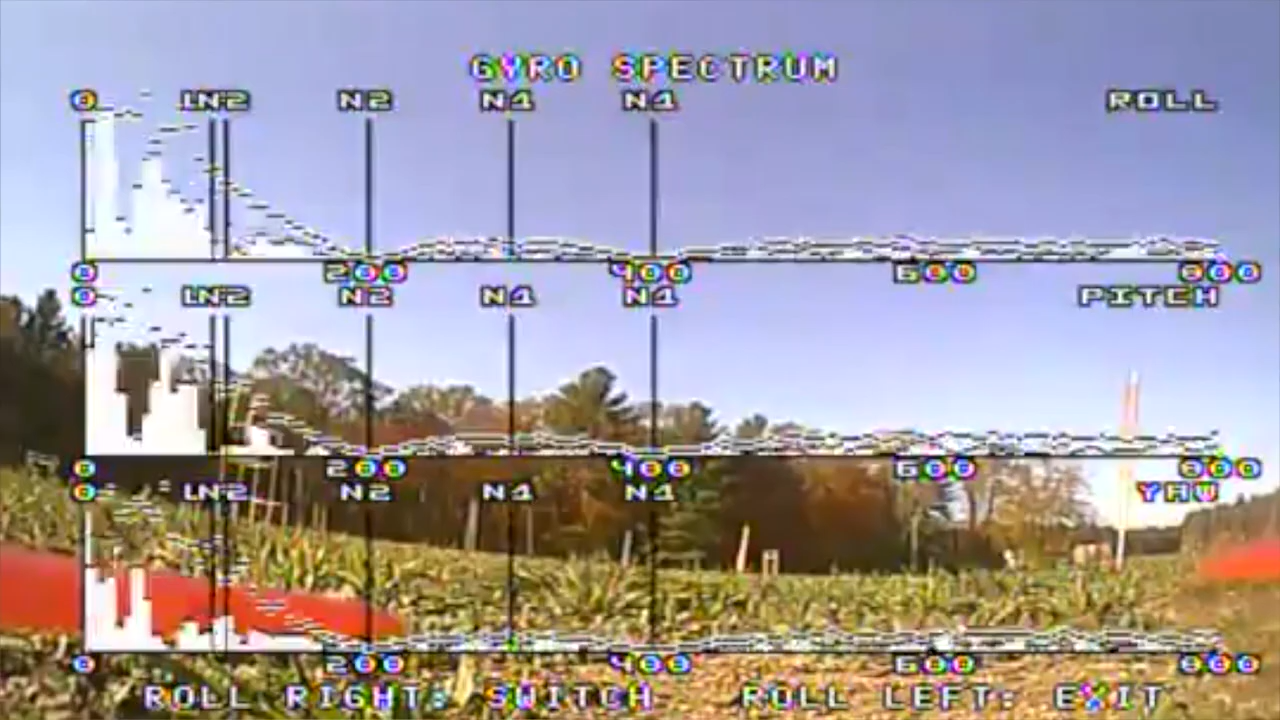 GYRO SPECTRUM
0 LN2 N2 N1 N1 ROLL
0 200 400 600 800
0 LN2 N2 N1 N1 PITCH
0 200 400 600 800
0 LN2 N2 N1 N1 YAW
0 200 400 600 800
ROLL RIGHT: SWITCH ROLL LEFT: EXIT